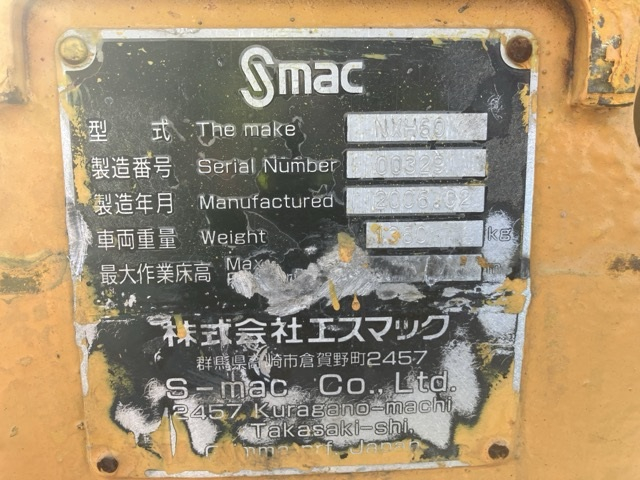 Smac
型 式 The make
製造番号 Serial Number 00329
製造年月 Manufactured 2006.02
車両重量 Weight kg
最大作業床高 Max
株式会社エスマック
群馬県高崎市倉賀野町2457
S-mac Co., Ltd.
2457 Kuragano-machi
Takasaki-shi,
Japan